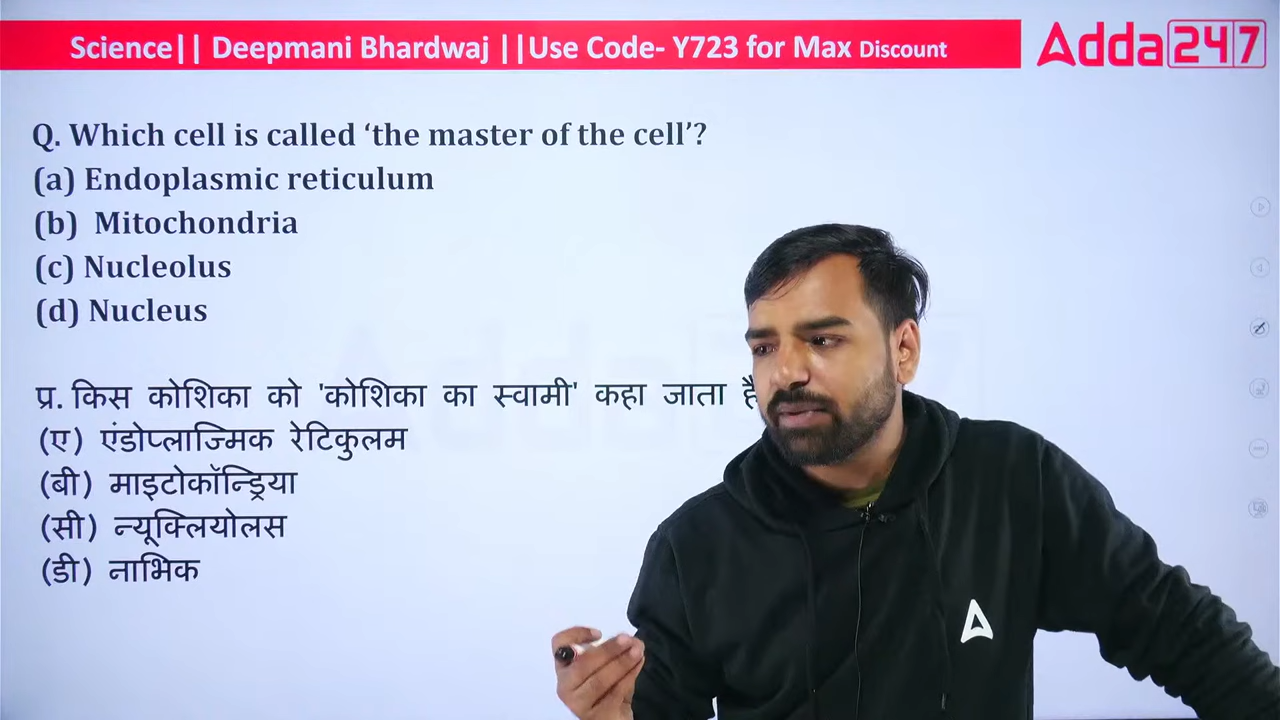 Science|| Deepmani Bhardwaj ||Use Code- Y723 for Max Discount
Adda247
Q. Which cell is called ‘the master of the cell’?
(a) Endoplasmic reticulum
(b) Mitochondria
(c) Nucleolus
(d) Nucleus
प्र. किस कोशिका को 'कोशिका का स्वामी' कहा जाता है
(ए) एंडोप्लाज्मिक रेटिकुलम
(बी) माइटोकॉन्ड्रिया
(सी) न्यूक्लियोलस
(डी) नाभिक